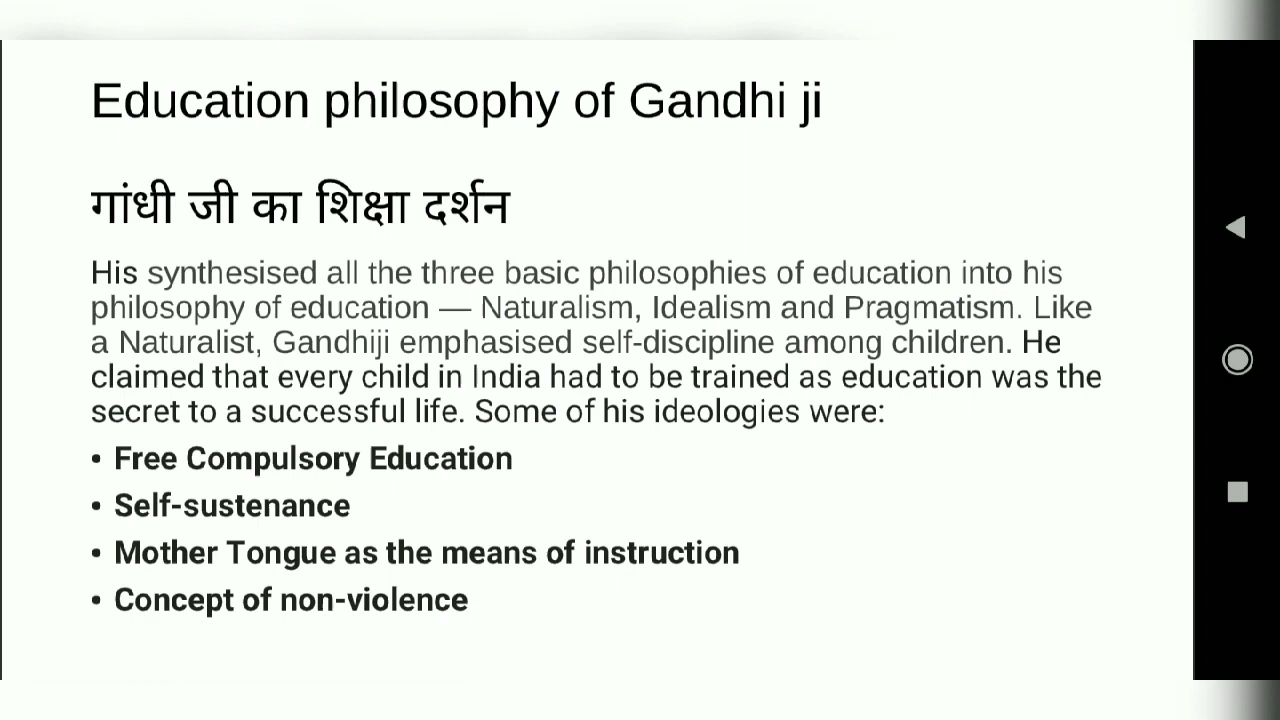 Education philosophy of Gandhi ji
गांधी जी का शिक्षा दर्शन
His synthesised all the three basic philosophies of education into his
philosophy of education — Naturalism, Idealism and Pragmatism. Like
a Naturalist, Gandhiji emphasised self-discipline among children. He
claimed that every child in India had to be trained as education was the
secret to a successful life. Some of his ideologies were:
• Free Compulsory Education
• Self-sustenance
• Mother Tongue as the means of instruction
• Concept of non-violence